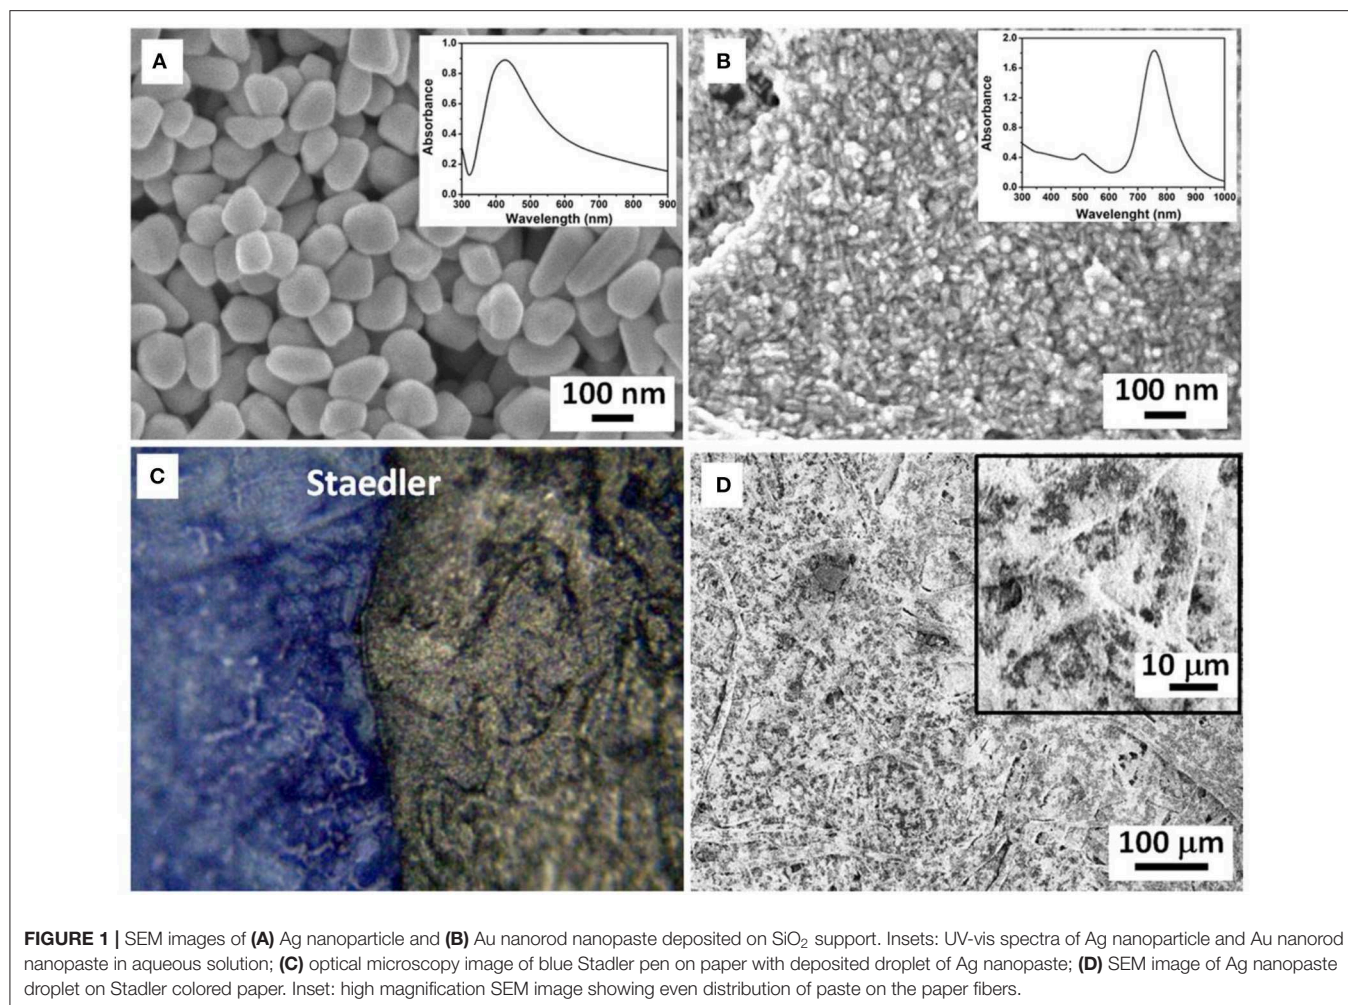 A
1.0
0.8
0.6
0.4
0.2
0.0
Absorbance
300 400 500 600 700 800 900
Wavelength (nm)
100 nm
B
2.0
1.6
1.2
0.8
0.4
0.0
Absorbance
300 400 500 600 700 800 900 1000
Wavelenght (nm)
100 nm
C
Staedler
D
10 μm
100 μm
FIGURE 1 | SEM images of (A) Ag nanoparticle and (B) Au nanorod nanopaste deposited on SiO₂ support. Insets: UV-vis spectra of Ag nanoparticle and Au nanorod
nanopaste in aqueous solution; (C) optical microscopy image of blue Stadler pen on paper with deposited droplet of Ag nanopaste; (D) SEM image of Ag nanopaste
droplet on Stadler colored paper. Inset: high magnification SEM image showing even distribution of paste on the paper fibers.